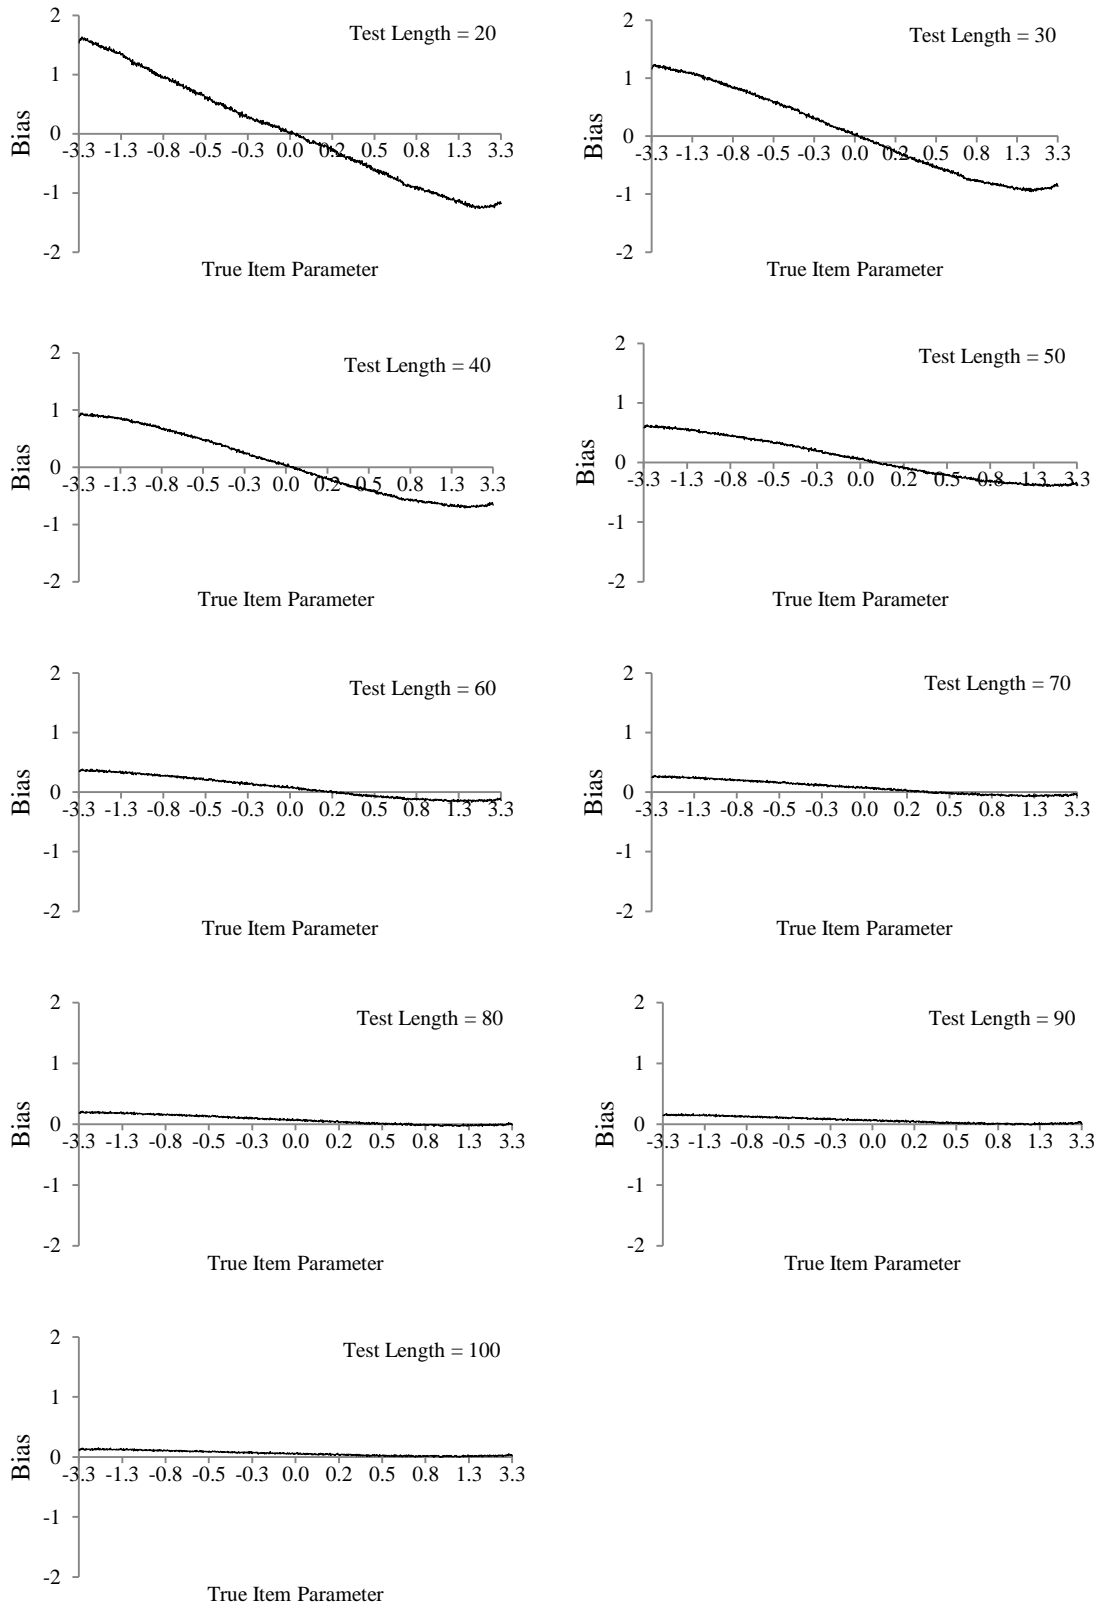 Test Length = 20
2
1
0
-1
-2
Bias
-3.3 -1.3 -0.8 -0.5 -0.3 0.0 0.2 0.5 0.8 1.3 3.3
True Item Parameter
Test Length = 30
2
1
0
-1
-2
Bias
-3.3 -1.3 -0.8 -0.5 -0.3 0.0 0.2 0.5 0.8 1.3 3.3
True Item Parameter
Test Length = 40
2
1
0
-1
-2
Bias
-3.3 -1.3 -0.8 -0.5 -0.3 0.0 0.2 0.5 0.8 1.3 3.3
True Item Parameter
Test Length = 50
2
1
0
-1
-2
Bias
-3.3 -1.3 -0.8 -0.5 -0.3 0.0 0.2 0.5 0.8 1.3 3.3
True Item Parameter
Test Length = 60
2
1
0
-1
-2
Bias
-3.3 -1.3 -0.8 -0.5 -0.3 0.0 0.2 0.5 0.8 1.3 3.3
True Item Parameter
Test Length = 70
2
1
0
-1
-2
Bias
-3.3 -1.3 -0.8 -0.5 -0.3 0.0 0.2 0.5 0.8 1.3 3.3
True Item Parameter
Test Length = 80
2
1
0
-1
-2
Bias
-3.3 -1.3 -0.8 -0.5 -0.3 0.0 0.2 0.5 0.8 1.3 3.3
True Item Parameter
Test Length = 90
2
1
0
-1
-2
Bias
-3.3 -1.3 -0.8 -0.5 -0.3 0.0 0.2 0.5 0.8 1.3 3.3
True Item Parameter
Test Length = 100
2
1
0
-1
-2
Bias
-3.3 -1.3 -0.8 -0.5 -0.3 0.0 0.2 0.5 0.8 1.3 3.3
True Item Parameter